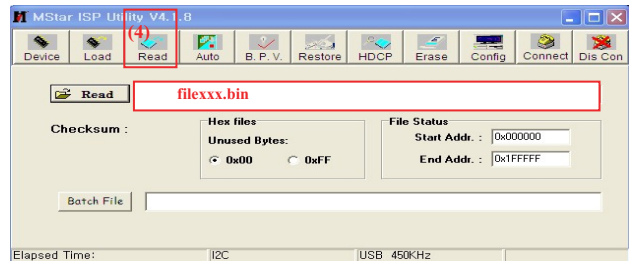 MStar ISP Utility V4.1.8
(4)
Device Load Read Auto B. P. V. Restore HDCP Erase Config Connect Dis Con
Read filexxx.bin
Checksum :
Hex files
Unused Bytes:
0x00 0xFF
File Status
Start Addr. : 0x000000
End Addr. : 0x1FFFFF
Batch File
Elapsed Time: I2C USB 450KHz